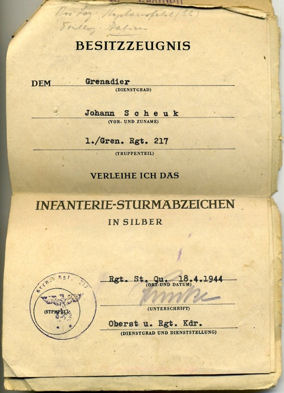 BESITZZEUGNIS
DEM Grenadier
(DIENSTGRAD)
Johann Scheuk
(VOR- UND ZUNAME)
1./Gren. Rgt. 217
(TRUPPENTEIL)
VERLEIHE ICH DAS
INFANTERIE-STURMABZEICHEN
IN SILBER
Rgt. St. Qu. 18.4.1944
(ORT UND DATUM)
(UNTERSCHRIFT)
Oberst u. Rgt. Kdr.
(DIENSTGRAD UND DIENSTSTELLUNG)